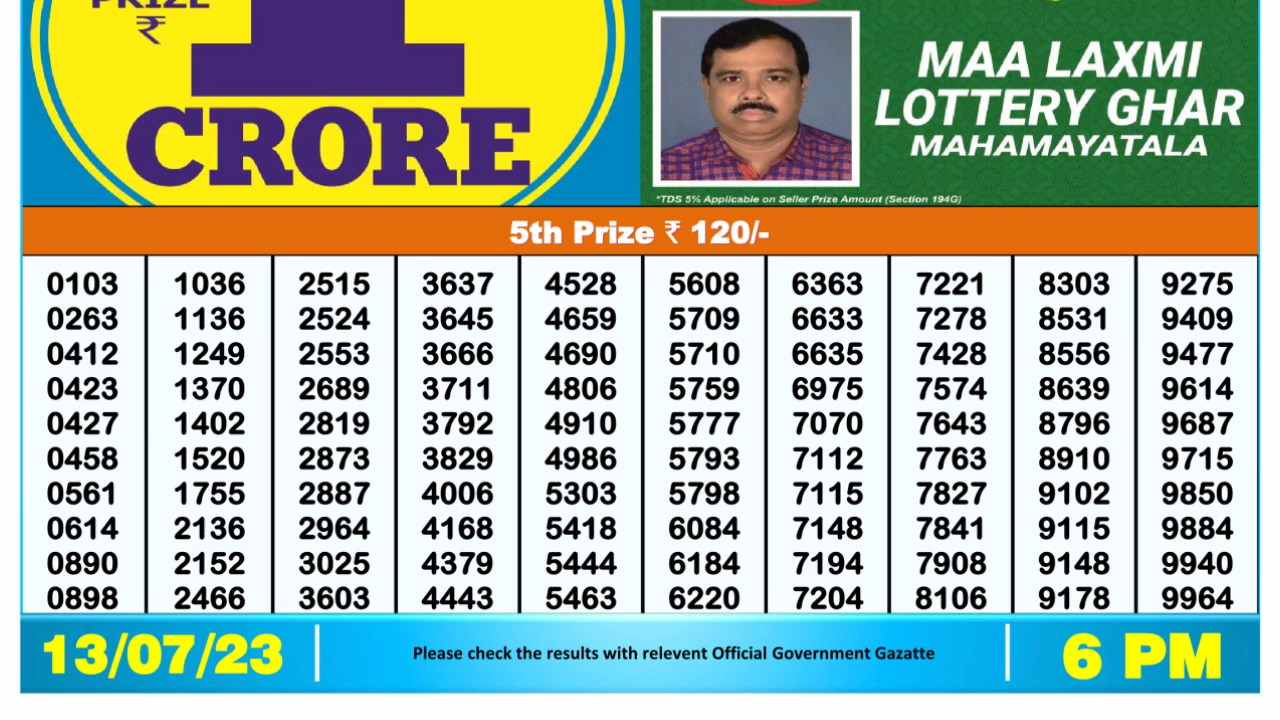 PRIZE
₹
1
CRORE
MAA LAXMI
LOTTERY GHAR
MAHAMAYATALA
*TDS 5% Applicable on Seller Prize Amount (Section 194G)
5th Prize ₹ 120/-
0103 1036 2515 3637 4528 5608 6363 7221 8303 9275
0263 1136 2524 3645 4659 5709 6633 7278 8531 9409
0412 1249 2553 3666 4690 5710 6635 7428 8556 9477
0423 1370 2689 3711 4806 5759 6975 7574 8639 9614
0427 1402 2819 3792 4910 5777 7070 7643 8796 9687
0458 1520 2873 3829 4986 5793 7112 7763 8910 9715
0561 1755 2887 4006 5303 5798 7115 7827 9102 9850
0614 2136 2964 4168 5418 6084 7148 7841 9115 9884
0890 2152 3025 4379 5444 6184 7194 7908 9148 9940
0898 2466 3603 4443 5463 6220 7204 8106 9178 9964
13/07/23
Please check the results with relevent Official Government Gazatte
6 PM